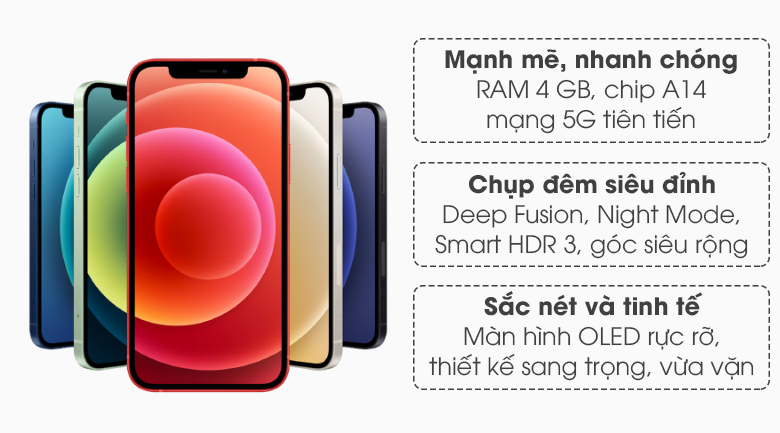 Mạnh mẽ, nhanh chóng
RAM 4 GB, chip A14
mạng 5G tiên tiến
Chụp đêm siêu đỉnh
Deep Fusion, Night Mode,
Smart HDR 3, góc siêu rộng
Sắc nét và tinh tế
Màn hình OLED rực rỡ,
thiết kế sang trọng, vừa vặn